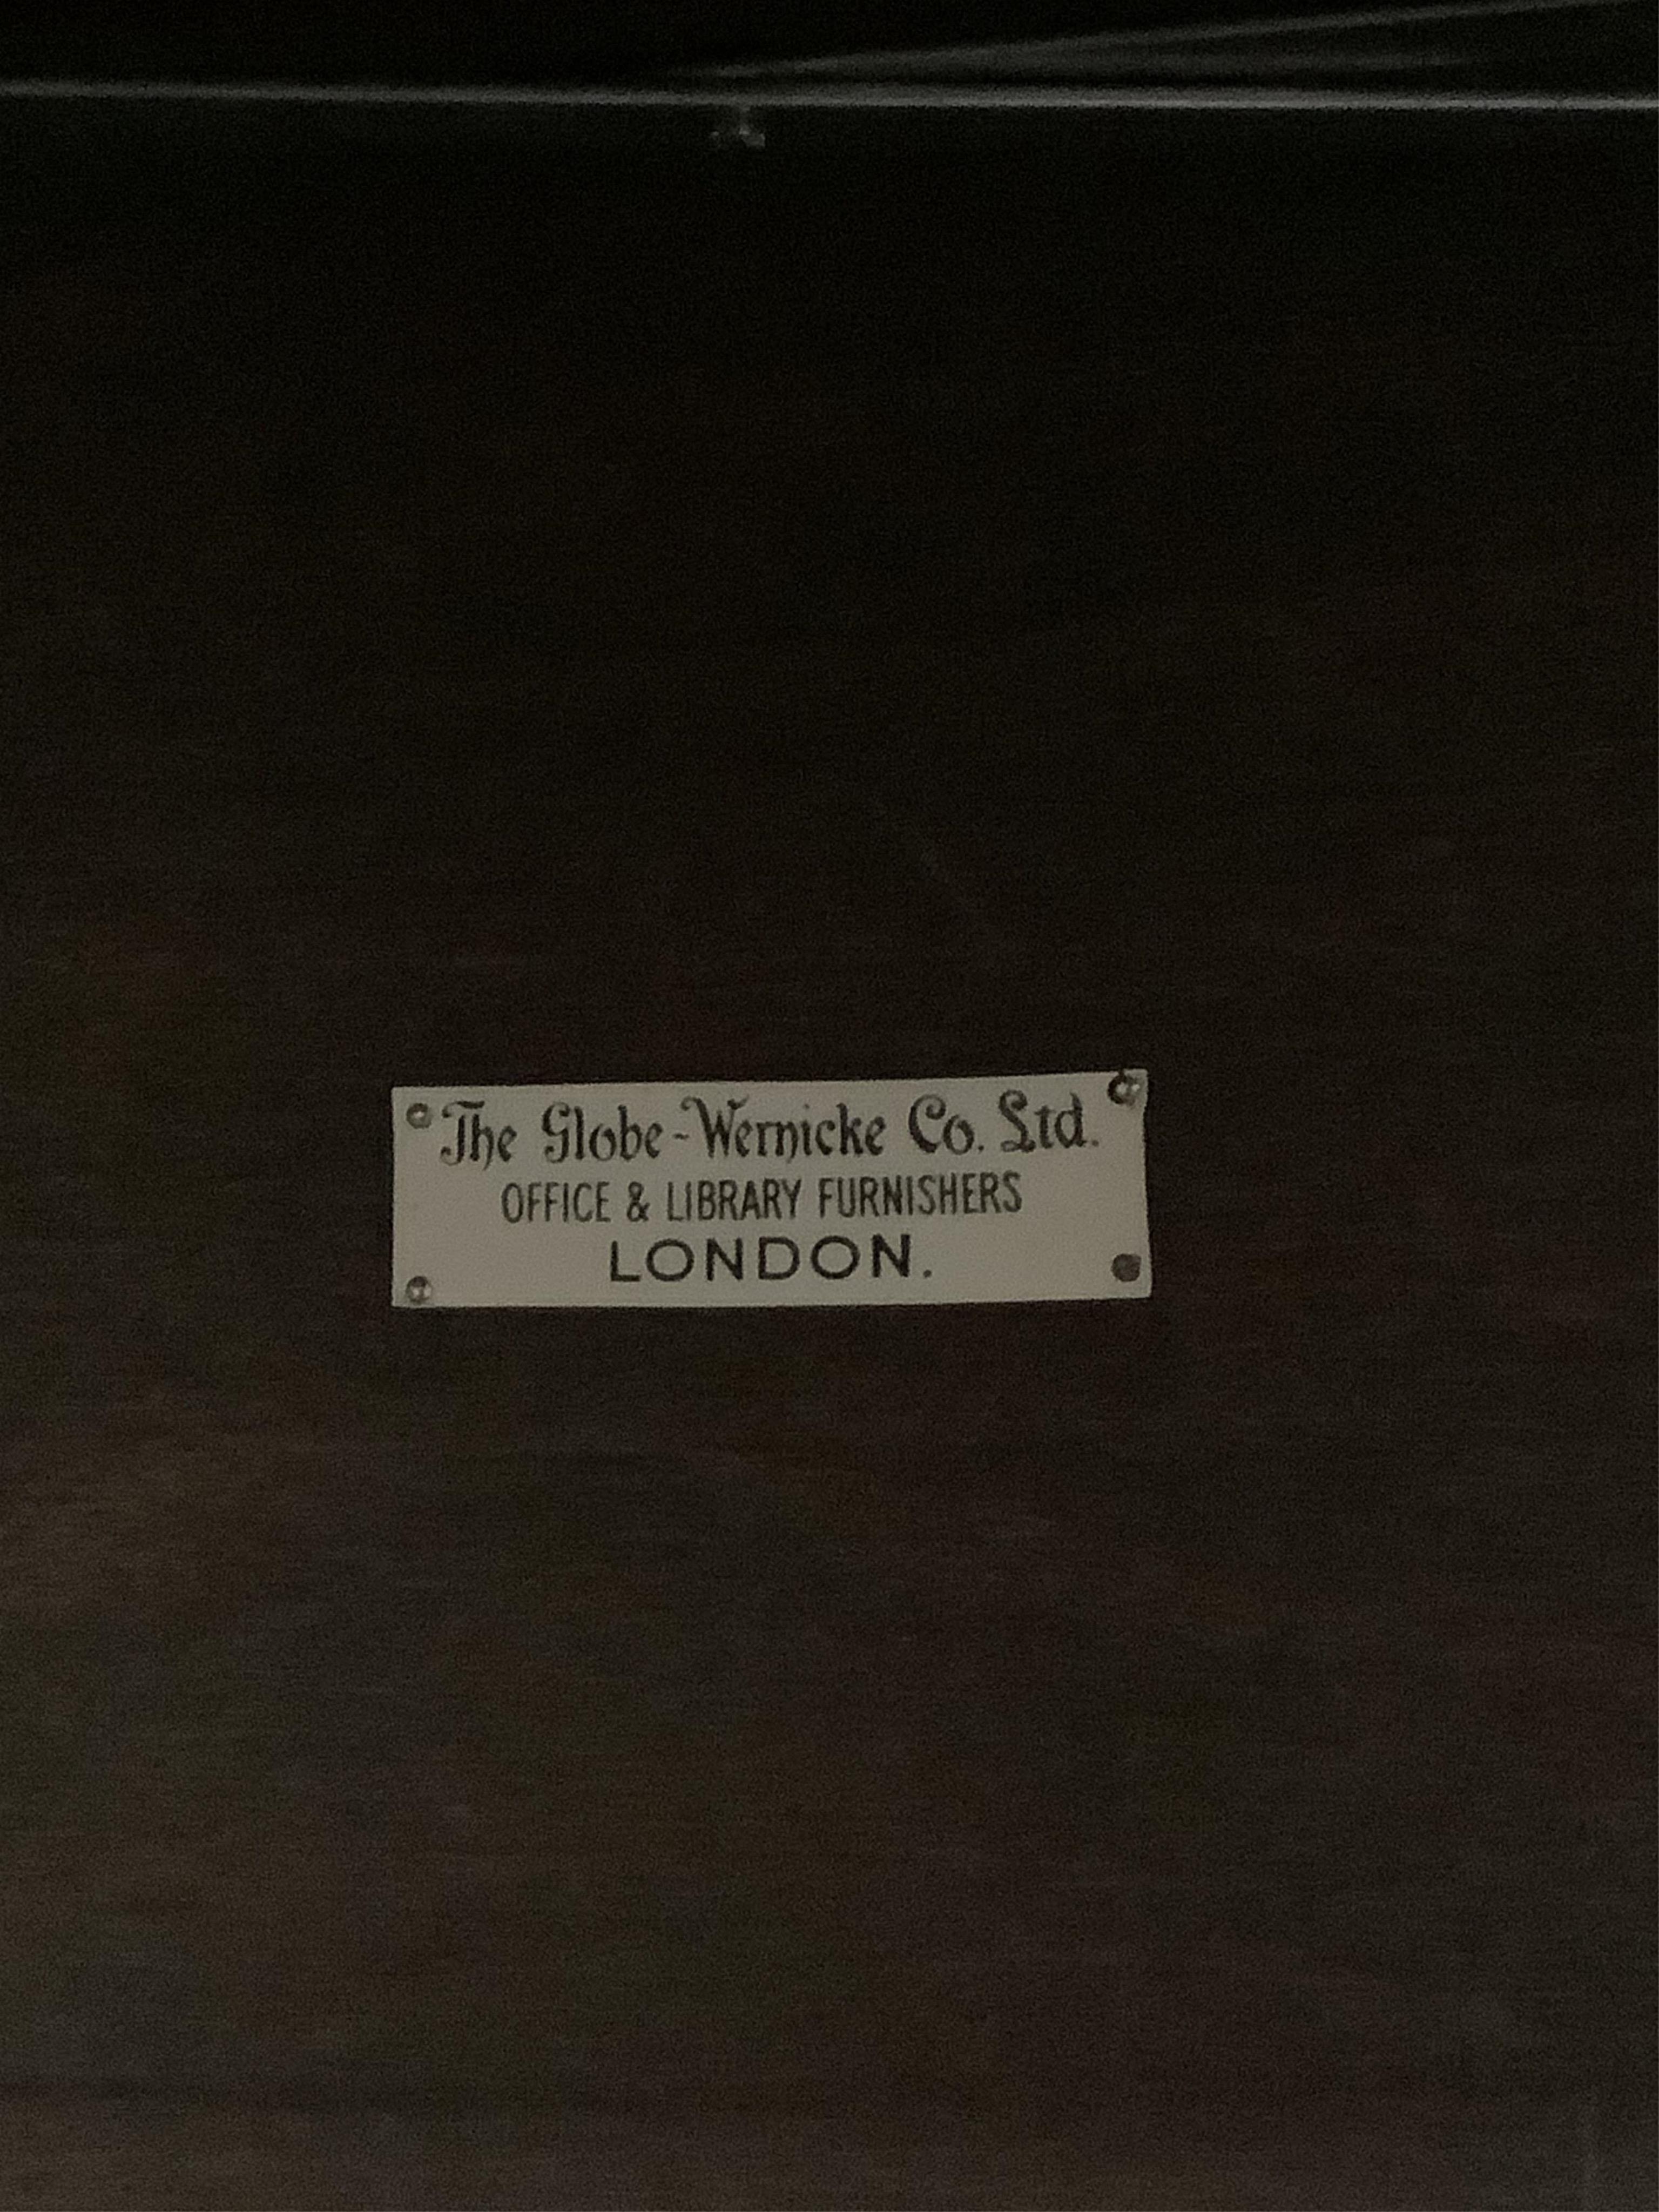 The Globe-Wernicke Co. Ltd.
OFFICE & LIBRARY FURNISHERS
LONDON.